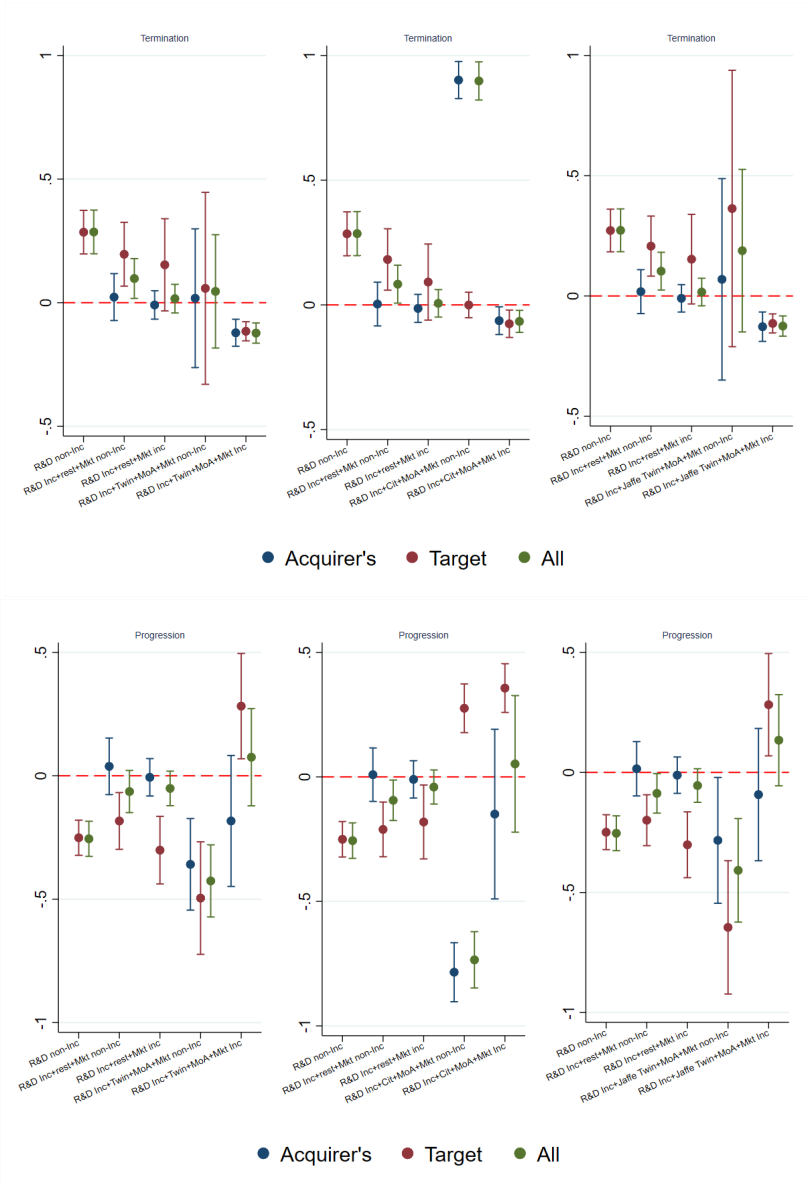 Termination
1
.5
0
-.5
R&D non-Inc
R&D Inc+rest+Mkt non-Inc
R&D Inc+rest+Mkt inc
R&D Inc+Twin+MoA+Mkt non-Inc
R&D Inc+Twin+MoA+Mkt Inc
Termination
1
.5
0
-.5
R&D non-Inc
R&D Inc+rest+Mkt non-Inc
R&D Inc+rest+Mkt inc
R&D Inc+Cit+MoA+Mkt non-Inc
R&D Inc+Cit+MoA+Mkt Inc
Termination
1
.5
0
-.5
R&D non-Inc
R&D Inc+rest+Mkt non-Inc
R&D Inc+rest+Mkt inc
R&D Inc+Jaffe Twin+MoA+Mkt non-Inc
R&D Inc+Jaffe Twin+MoA+Mkt Inc
Acquirer's Target All
Progression
.5
0
-.5
-1
R&D non-Inc
R&D Inc+rest+Mkt non-Inc
R&D Inc+rest+Mkt inc
R&D Inc+Twin+MoA+Mkt non-Inc
R&D Inc+Twin+MoA+Mkt Inc
Progression
.5
0
-.5
-1
R&D non-Inc
R&D Inc+rest+Mkt non-Inc
R&D Inc+rest+Mkt inc
R&D Inc+Cit+MoA+Mkt non-Inc
R&D Inc+Cit+MoA+Mkt Inc
Progression
.5
0
-.5
-1
R&D non-Inc
R&D Inc+rest+Mkt non-Inc
R&D Inc+rest+Mkt inc
R&D Inc+Jaffe Twin+MoA+Mkt non-Inc
R&D Inc+Jaffe Twin+MoA+Mkt Inc
Acquirer's Target All